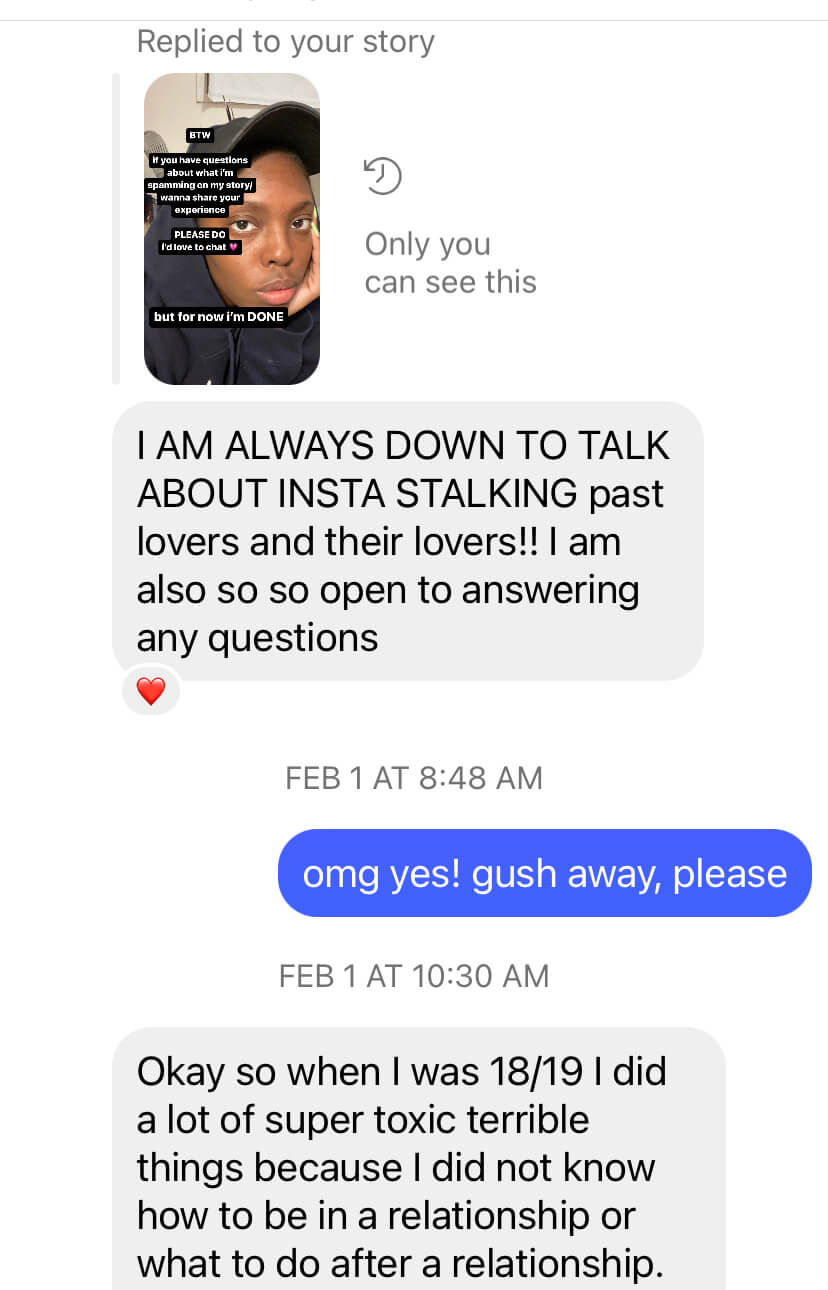 Replied to your story
BTW
if you have questions
about what i'm
spamming on my story/
wanna share your
experience
PLEASE DO
i'd love to chat
but for now i'm DONE
Only you
can see this
I AM ALWAYS DOWN TO TALK
ABOUT INSTA STALKING past
lovers and their lovers!! I am
also so so open to answering
any questions
FEB 1 AT 8:48 AM
omg yes! gush away, please
FEB 1 AT 10:30 AM
Okay so when I was 18/19 I did
a lot of super toxic terrible
things because I did not know
how to be in a relationship or
what to do after a relationship.